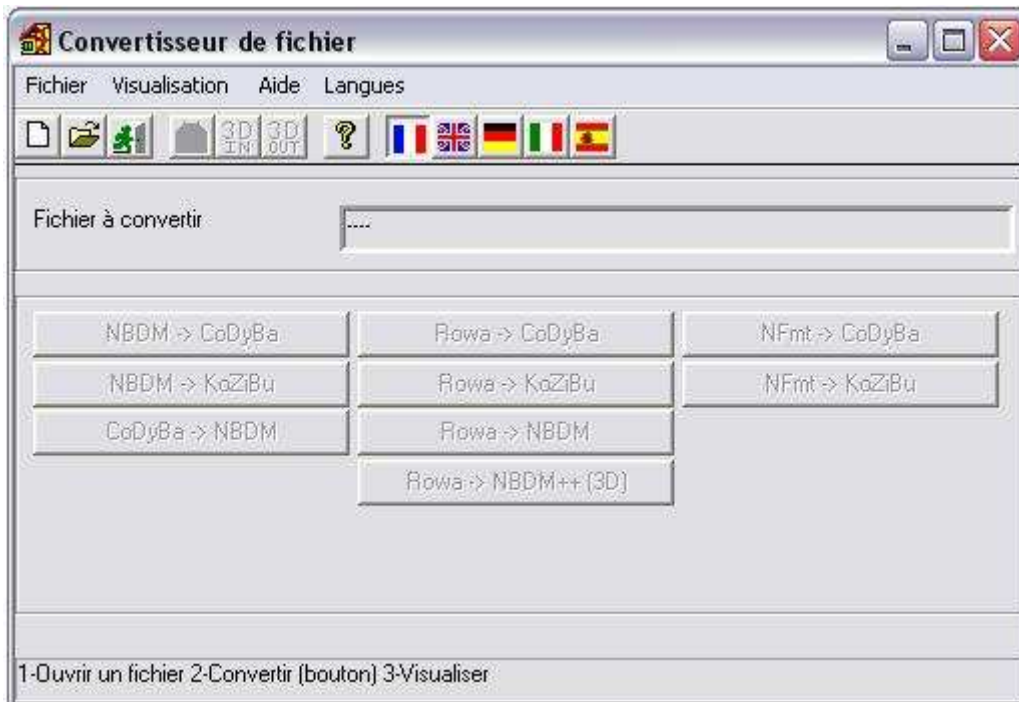 Convertisseur de fichier
Fichier Visualisation Aide Langues
3D IN 3D OUT ?
Fichier à convertir ----
NBDM -> CoDyBa Rowa -> CoDyBa NFmt -> CoDyBa
NBDM -> KoZiBu Rowa -> KoZiBu NFmt -> KoZiBu
CoDyBa -> NBDM Rowa -> NBDM
Rowa -> NBDM++ (3D)
1-Ouvrir un fichier 2-Convertir (bouton) 3-Visualiser